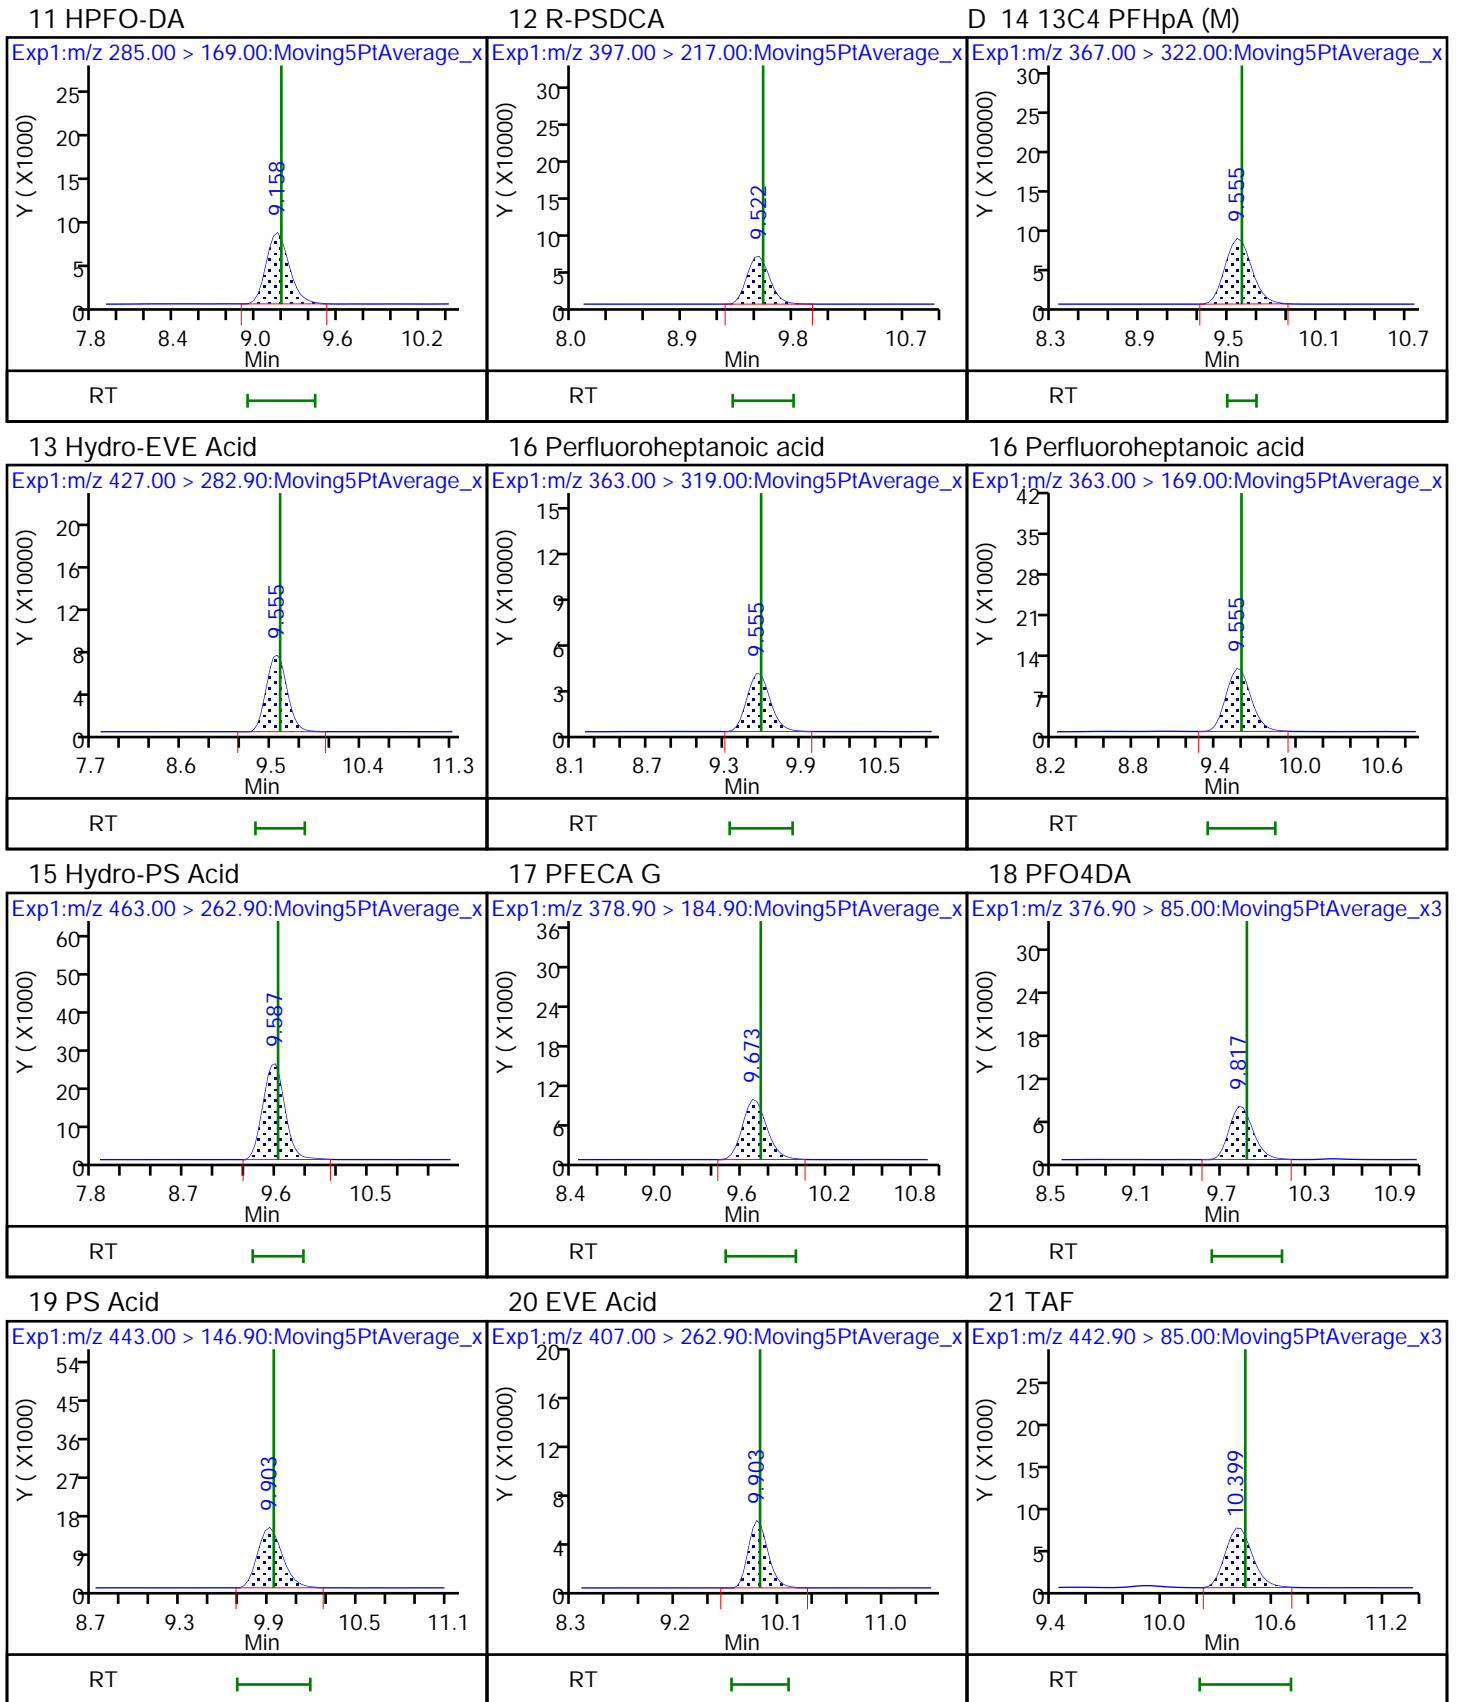 11 HPFO-DA
Exp1:m/z 285.00 > 169.00:Moving5PtAverage_x
Y ( X1000)
25
20
15
10
5
0
9.158
7.8 8.4 9.0 9.6 10.2
Min
RT
12 R-PSDCA
Exp1:m/z 397.00 > 217.00:Moving5PtAverage_x
Y ( X10000)
30
25
20
15
10
5
0
9.522
8.0 8.9 9.8 10.7
Min
RT
D 14 13C4 PFHpA (M)
Exp1:m/z 367.00 > 322.00:Moving5PtAverage_x
Y ( X100000)
30
25
20
15
10
5
0
9.555
8.3 8.9 9.5 10.1 10.7
Min
RT
13 Hydro-EVE Acid
Exp1:m/z 427.00 > 282.90:Moving5PtAverage_x
Y ( X10000)
20
16
12
8
4
0
9.555
7.7 8.6 9.5 10.4 11.3
Min
RT
16 Perfluoroheptanoic acid
Exp1:m/z 363.00 > 319.00:Moving5PtAverage_x
Y ( X10000)
15
12
9
6
3
0
9.555
8.1 8.7 9.3 9.9 10.5
Min
RT
16 Perfluoroheptanoic acid
Exp1:m/z 363.00 > 169.00:Moving5PtAverage_x
Y ( X1000)
42
35
28
21
14
7
0
9.555
8.2 8.8 9.4 10.0 10.6
Min
RT
15 Hydro-PS Acid
Exp1:m/z 463.00 > 262.90:Moving5PtAverage_x
Y ( X1000)
60
50
40
30
20
10
0
9.587
7.8 8.7 9.6 10.5
Min
RT
17 PFECA G
Exp1:m/z 378.90 > 184.90:Moving5PtAverage_x
Y ( X1000)
36
30
24
18
12
6
0
9.673
8.4 9.0 9.6 10.2 10.8
Min
RT
18 PFO4DA
Exp1:m/z 376.90 > 85.00:Moving5PtAverage_x3
Y ( X1000)
30
24
18
12
6
0
9.817
8.5 9.1 9.7 10.3 10.9
Min
RT
19 PS Acid
Exp1:m/z 443.00 > 146.90:Moving5PtAverage_x
Y ( X1000)
54
45
36
27
18
9
0
9.903
8.7 9.3 9.9 10.5 11.1
Min
RT
20 EVE Acid
Exp1:m/z 407.00 > 262.90:Moving5PtAverage_x
Y ( X10000)
20
16
12
8
4
0
9.903
8.3 9.2 10.1 11.0
Min
RT
21 TAF
Exp1:m/z 442.90 > 85.00:Moving5PtAverage_x3
Y ( X1000)
25
20
15
10
5
0
10.399
9.4 10.0 10.6 11.2
Min
RT